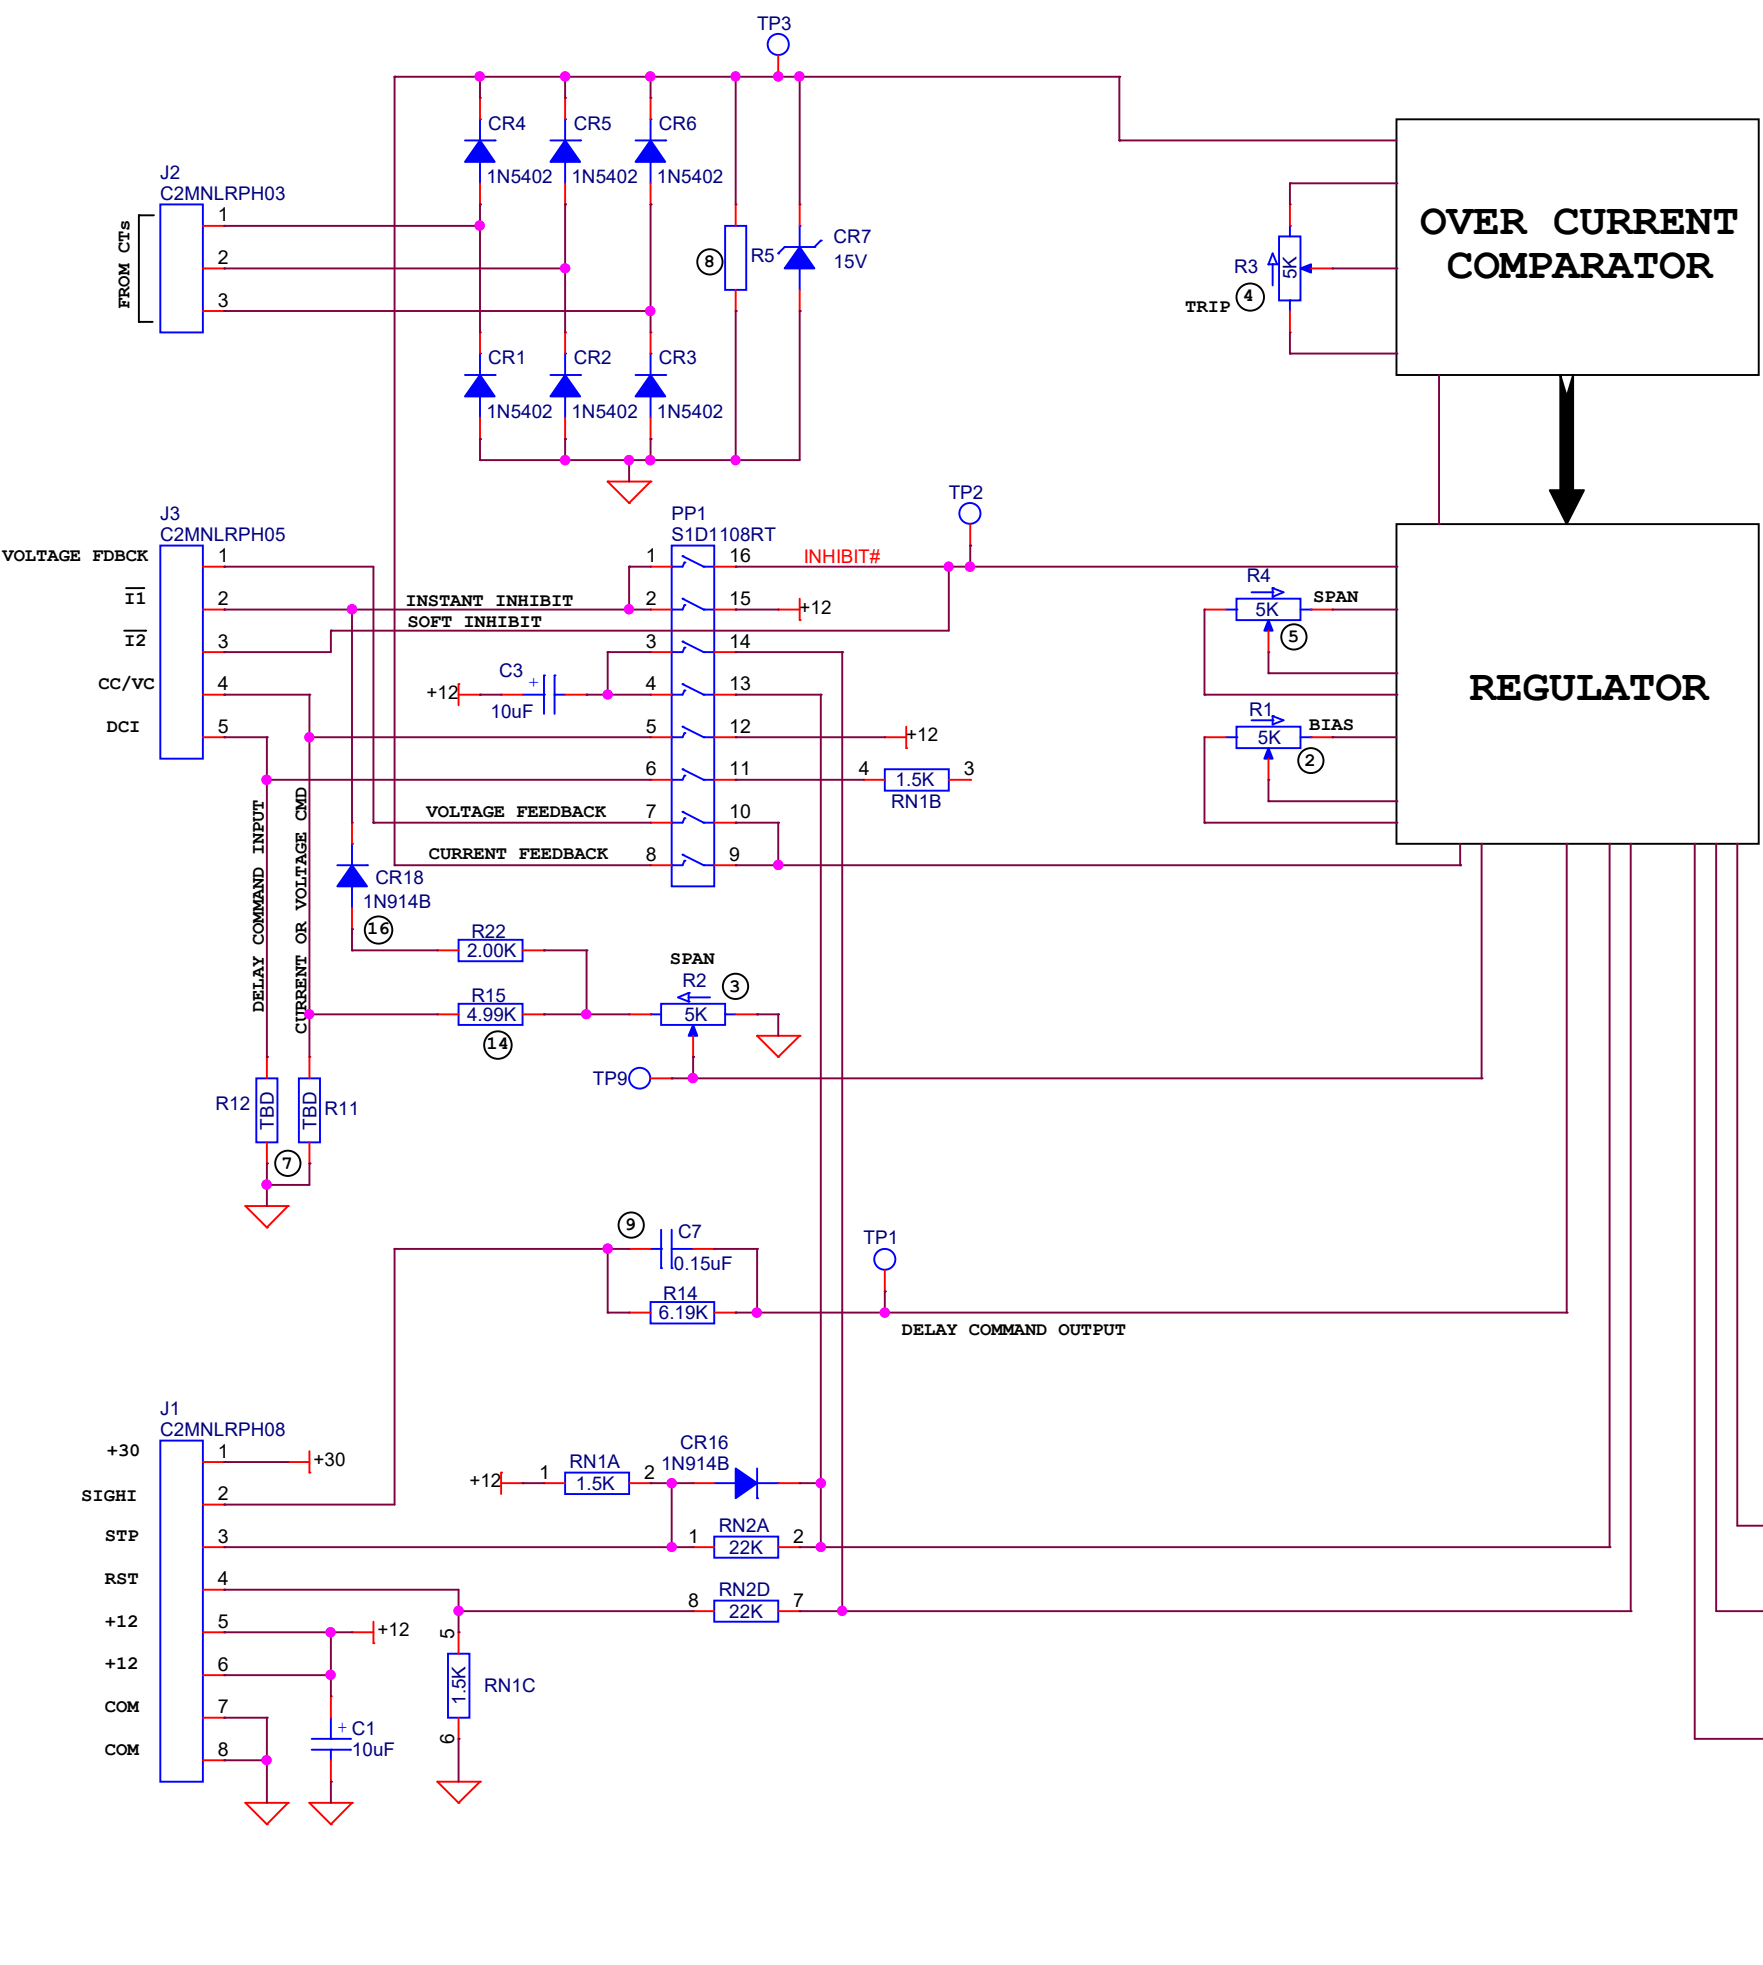 TP3
CR4
CR5
CR6
1N5402
1N5402
1N5402
J2
C2MNLRPH03
1
2
3
FROM CTs
8
R5
CR7
15V
R3
5K
4
TRIP
OVER CURRENT
COMPARATOR
CR1
CR2
CR3
1N5402
1N5402
1N5402
J3
C2MNLRPH05
VOLTAGE FDBCK
1
I1
2
I2
3
CC/VC
4
DCI
5
PP1
S1D1108RT
TP2
1
16
INHIBIT#
INSTANT INHIBIT
2
15
+12
SOFT INHIBIT
3
14
C3
+
+12
10uF
4
13
5
12
+12
6
11
4
1.5K
3
RN1B
VOLTAGE FEEDBACK
7
10
CURRENT FEEDBACK
8
9
R4
SPAN
5K
5
R1
BIAS
5K
2
REGULATOR
DELAY COMMAND INPUT
CURRENT OR VOLTAGE CMD
CR18
1N914B
16
R22
2.00K
SPAN
R2
3
R15
4.99K
5K
14
TP9
R12
TBD
TBD
R11
7
9
C7
0.15uF
TP1
R14
6.19K
DELAY COMMAND OUTPUT
J1
C2MNLRPH08
+30
1
+30
SIGHI
2
STP
3
RST
4
+12
5
+12
+12
6
COM
7
COM
8
+
C1
10uF
+12
1
RN1A
1.5K
2
CR16
1N914B
1
RN2A
22K
2
8
RN2D
22K
7
5
1.5K
RN1C
6